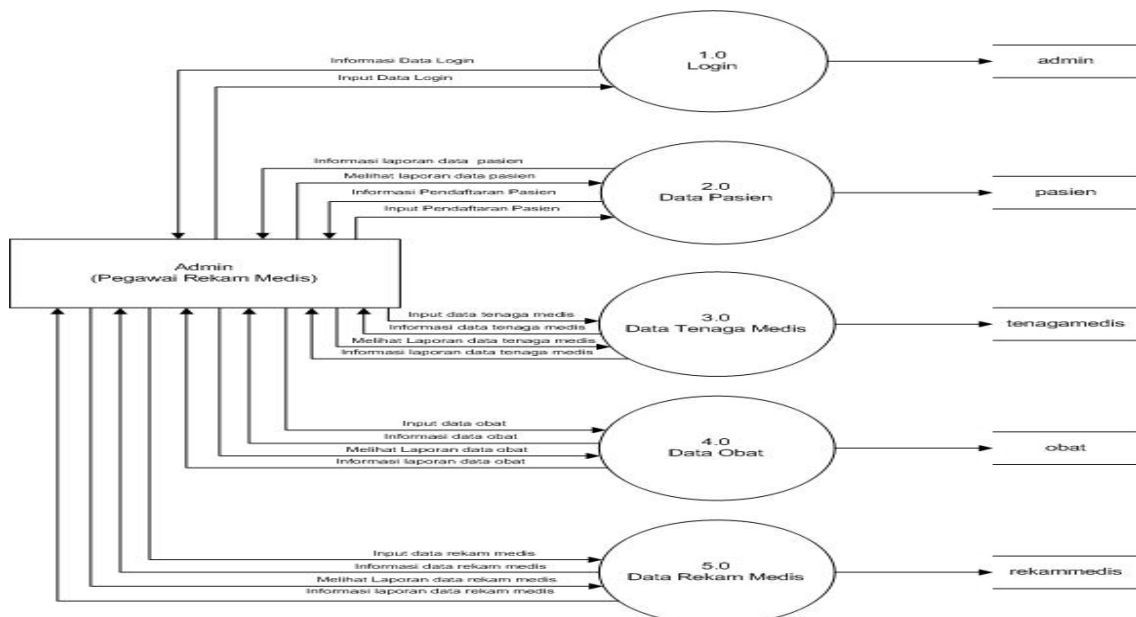 1.0
Login
Informasi Data Login
Input Data Login
admin
Informasi laporan data pasien
Melihat laporan data pasien
Informasi Pendaftaran Pasien
Input Pendaftaran Pasien
2.0
Data Pasien
pasien
Admin
(Pegawai Rekam Medis)
Input data tenaga medis
Informasi data tenaga medis
Melihat Laporan data tenaga medis
Informasi laporan data tenaga medis
3.0
Data Tenaga Medis
tenagamedis
Input data obat
Informasi data obat
Melihat Laporan data obat
Informasi laporan data obat
4.0
Data Obat
obat
Input data rekam medis
Informasi data rekam medis
Melihat Laporan data rekam medis
Informasi laporan data rekam medis
5.0
Data Rekam Medis
rekammedis